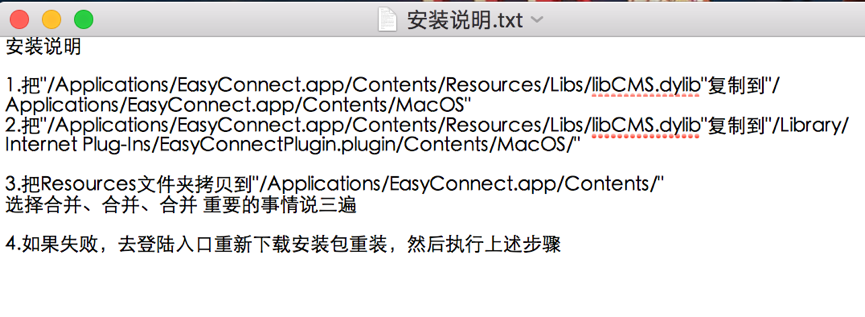 安装说明.txt
安装说明
1.把"/Applications/EasyConnect.app/Contents/Resources/Libs/libCMS.dylib"复制到"/
Applications/EasyConnect.app/Contents/MacOS"
2.把"/Applications/EasyConnect.app/Contents/Resources/Libs/libCMS.dylib"复制到"/Library/
Internet Plug-Ins/EasyConnectPlugin.plugin/Contents/MacOS/"
3.把Resources文件夹拷贝到"/Applications/EasyConnect.app/Contents/"
选择合并、合并、合并 重要的事情说三遍
4.如果失败，去登陆入口重新下载安装包重装，然后执行上述步骤